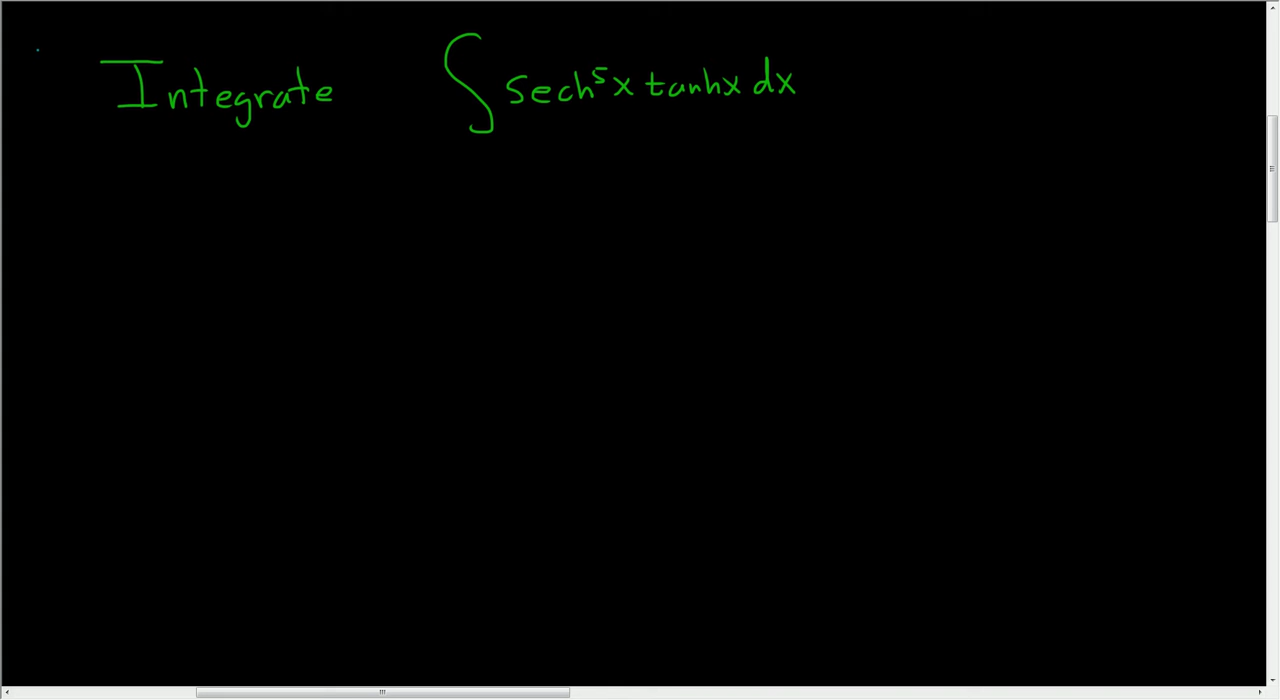 Integrate ∫ sech⁵x tanhx dx